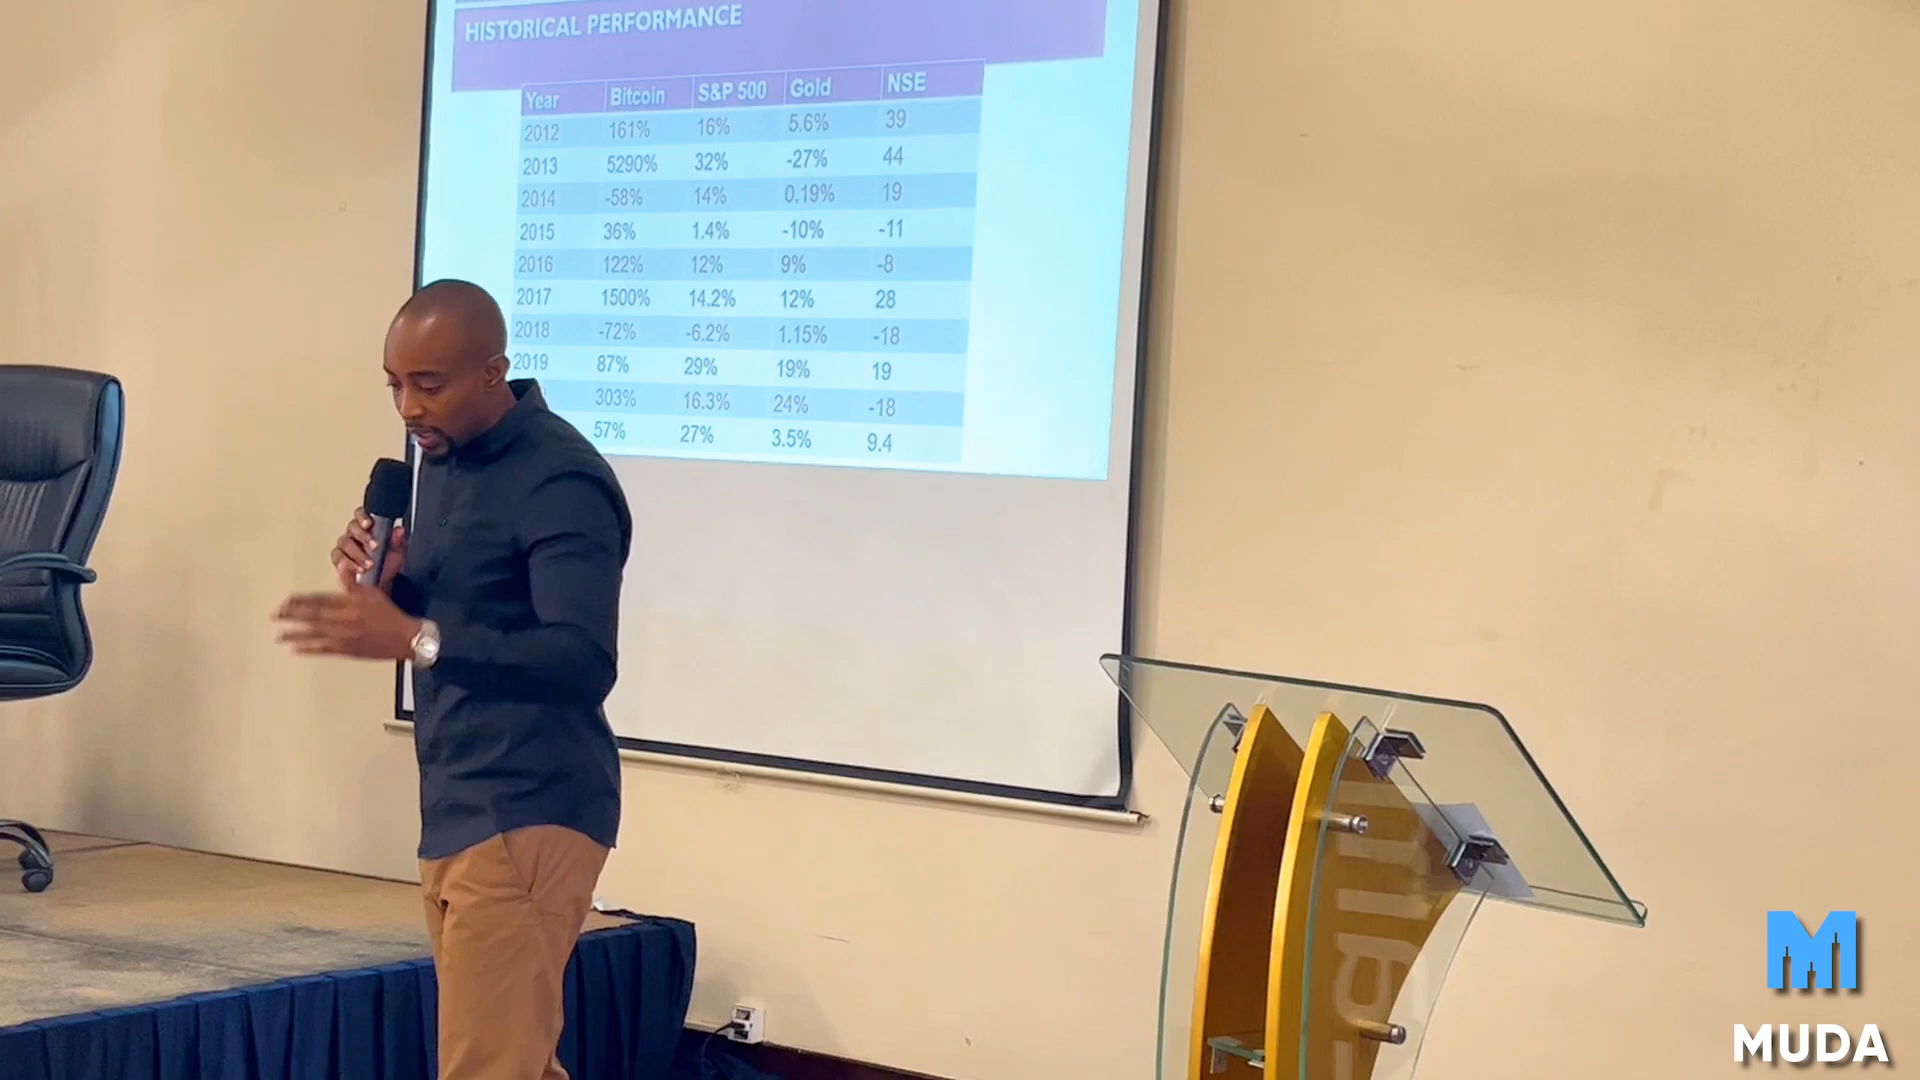 HISTORICAL PERFORMANCE
Year Bitcoin S&P 500 Gold NSE
2012 161% 16% 5.6% 39
2013 5290% 32% -27% 44
2014 -58% 14% 0.19% 19
2015 36% 1.4% -10% -11
2016 122% 12% 9% -8
2017 1500% 14.2% 12% 28
2018 -72% -6.2% 1.15% -18
2019 87% 29% 19% 19
303% 16.3% 24% -18
57% 27% 3.5% 9.4
MUDA